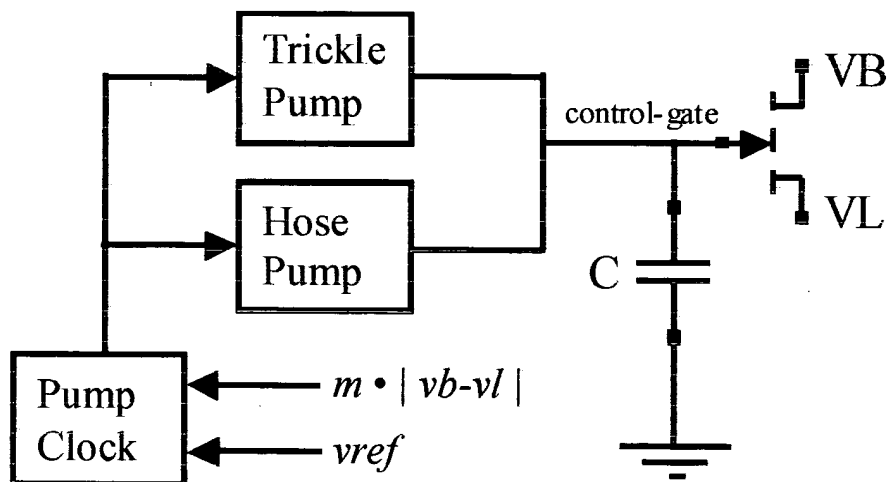 Trickle
Pump
VB
control-gate
Hose
Pump
VL
C
Pump
Clock
m • | vb-vl |
vref